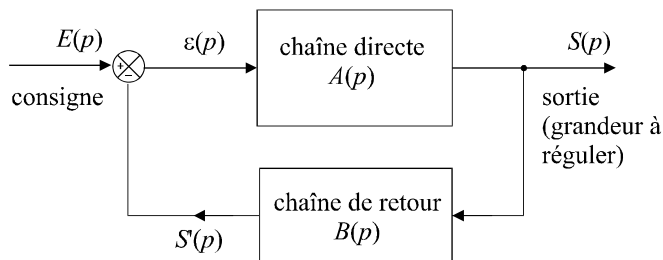 E(p)
ε(p)
chaîne directe
A(p)
S(p)
+
−
consigne
sortie
(grandeur à
réguler)
chaîne de retour
B(p)
S'(p)